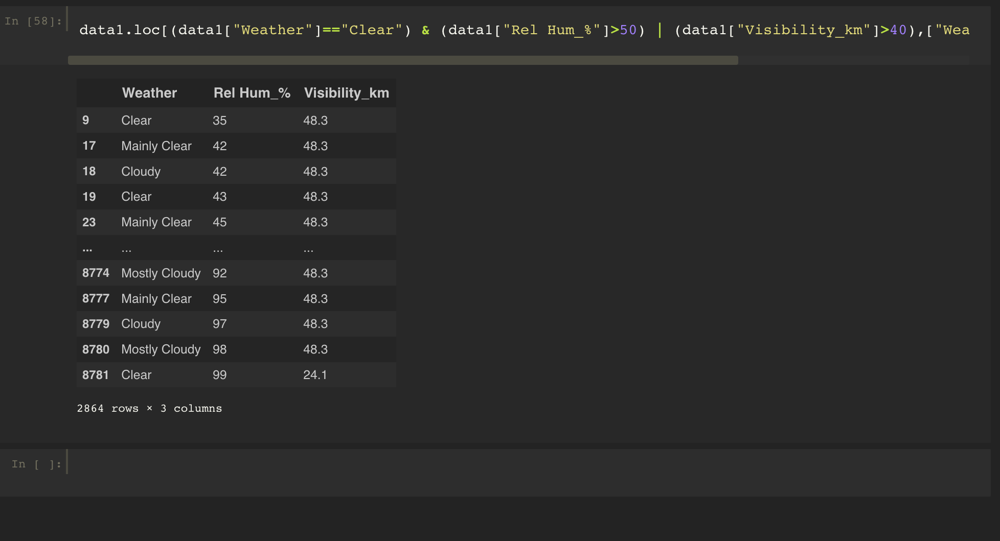 In [58]:
data1.loc[(data1["Weather"]=="Clear") & (data1["Rel Hum_%"]>50) | (data1["Visibility_km"]>40),["Wea
Weather Rel Hum_% Visibility_km
9 Clear 35 48.3
17 Mainly Clear 42 48.3
18 Cloudy 42 48.3
19 Clear 43 48.3
23 Mainly Clear 45 48.3
... ... ... ...
8774 Mostly Cloudy 92 48.3
8777 Mainly Clear 95 48.3
8779 Cloudy 97 48.3
8780 Mostly Cloudy 98 48.3
8781 Clear 99 24.1
2864 rows × 3 columns
In [ ]: